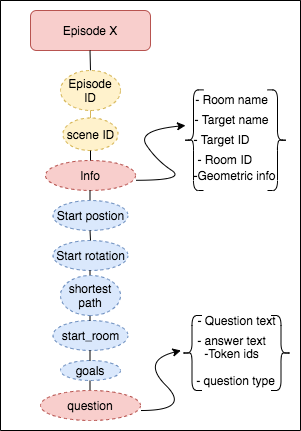 Episode X
Episode
ID
scene ID
Info
- Room name
- Target name
- Target ID
- Room ID
-Geometric info
Start postion
Start rotation
shortest
path
start_room
goals
question
- Question text
- answer text
-Token ids
- question type